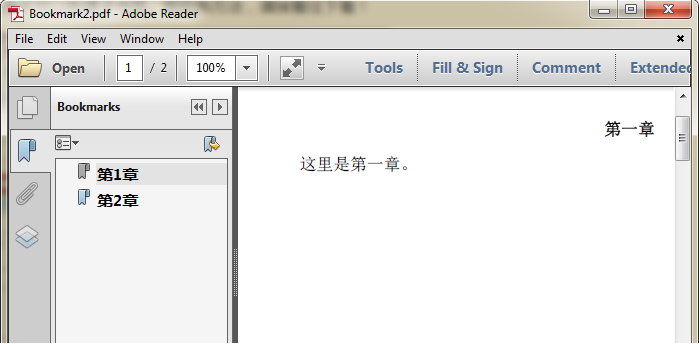 Bookmark2.pdf - Adobe Reader
File Edit View Window Help
Open 1 / 2 100% Tools Fill & Sign Comment Extended
Bookmarks
第一章
这里是第一章。
第1章
第2章